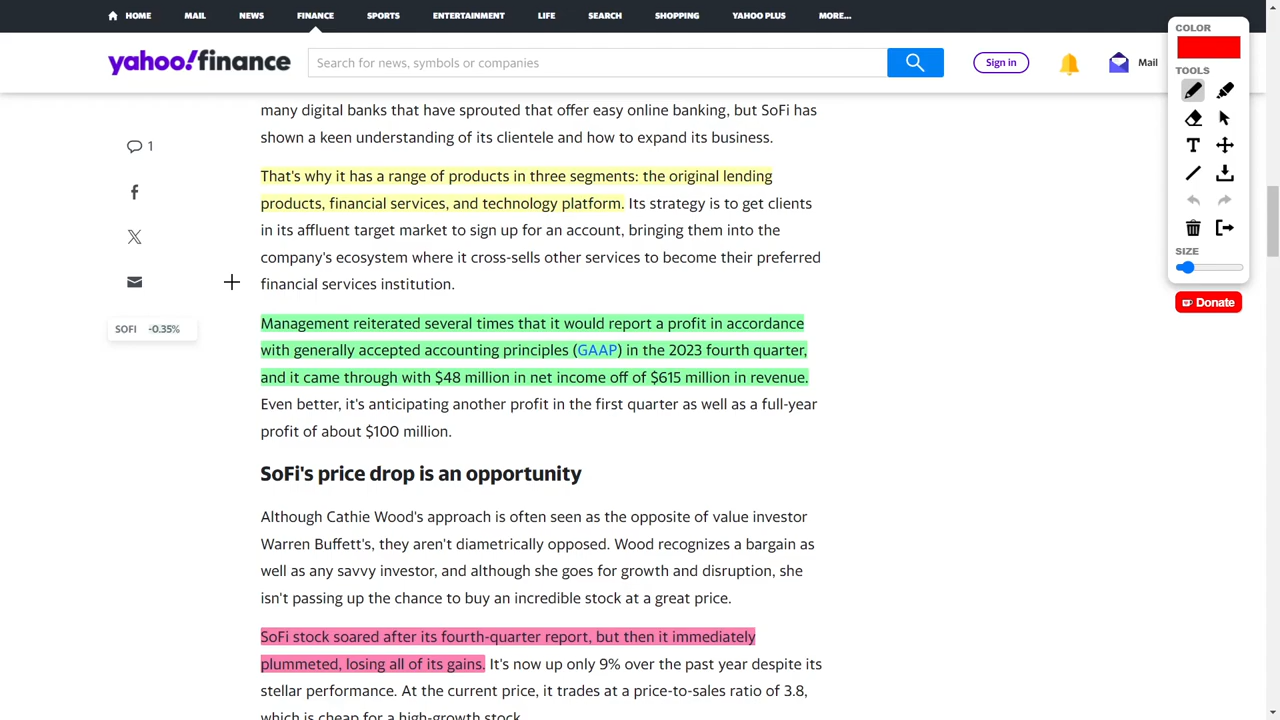 HOME MAIL NEWS FINANCE SPORTS ENTERTAINMENT LIFE SEARCH SHOPPING YAHOO PLUS MORE...
yahoo!finance Search for news, symbols or companies Sign in Mail
COLOR
TOOLS
T
SIZE
Donate
1
SOFI -0.35%
many digital banks that have sprouted that offer easy online banking, but SoFi has
shown a keen understanding of its clientele and how to expand its business.
That's why it has a range of products in three segments: the original lending
products, financial services, and technology platform. Its strategy is to get clients
in its affluent target market to sign up for an account, bringing them into the
company's ecosystem where it cross-sells other services to become their preferred
financial services institution.
Management reiterated several times that it would report a profit in accordance
with generally accepted accounting principles (GAAP) in the 2023 fourth quarter,
and it came through with $48 million in net income off of $615 million in revenue.
Even better, it's anticipating another profit in the first quarter as well as a full-year
profit of about $100 million.
SoFi's price drop is an opportunity
Although Cathie Wood's approach is often seen as the opposite of value investor
Warren Buffett's, they aren't diametrically opposed. Wood recognizes a bargain as
well as any savvy investor, and although she goes for growth and disruption, she
isn't passing up the chance to buy an incredible stock at a great price.
SoFi stock soared after its fourth-quarter report, but then it immediately
plummeted, losing all of its gains. It's now up only 9% over the past year despite its
stellar performance. At the current price, it trades at a price-to-sales ratio of 3.8,
which is cheap for a high-growth stock.